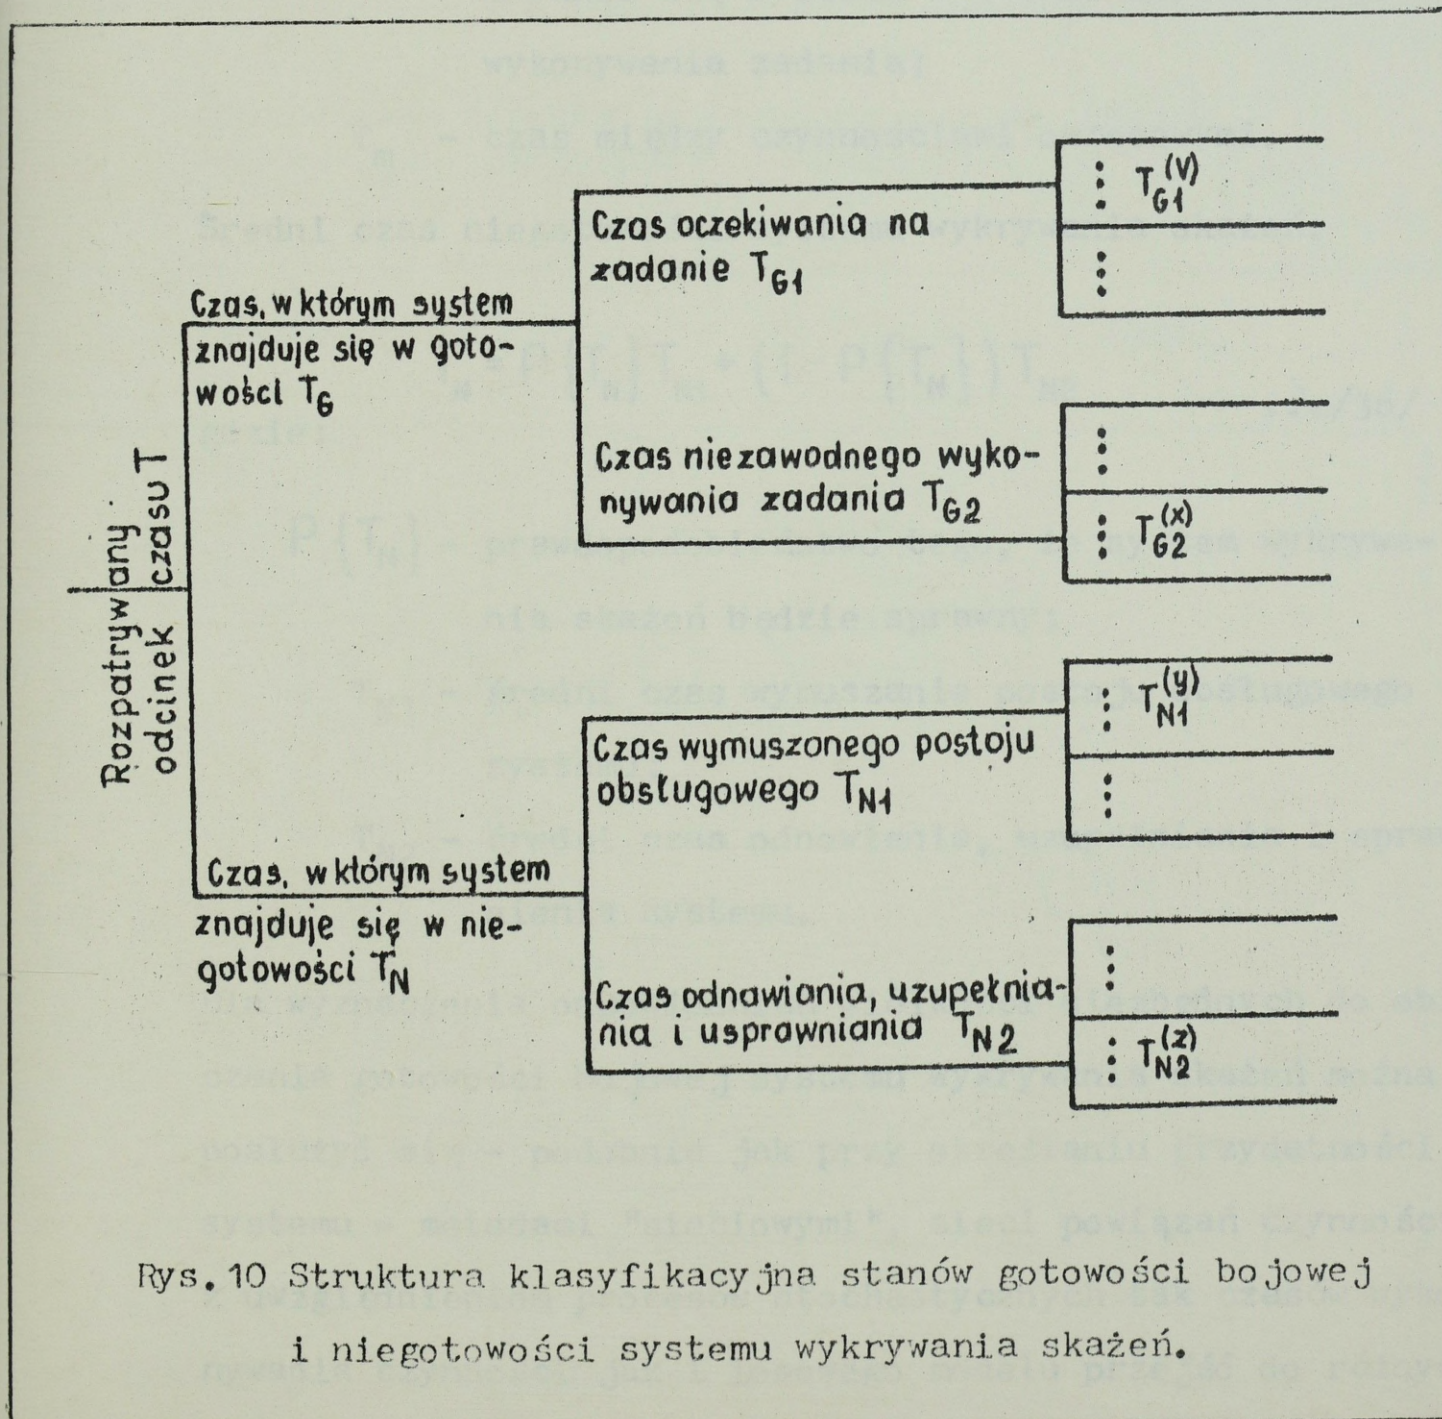 Rozpatrywany
odcinek czasu T
Czas, w którym system
znajduje się w goto-
wości T_G
Czas oczekiwania na
zadanie T_G1
⋮ T_G1^(v)
⋮
Czas niezawodnego wyko-
nywania zadania T_G2
⋮
⋮ T_G2^(x)
Czas, w którym system
znajduje się w nie-
gotowości T_N
Czas wymuszonego postoju
obsługowego T_N1
⋮ T_N1^(y)
⋮
Czas odnawiania, uzupełnia-
nia i usprawniania T_N2
⋮
⋮ T_N2^(z)
Rys.10 Struktura klasyfikacyjna stanów gotowości bojowej
i niegotowości systemu wykrywania skażeń.